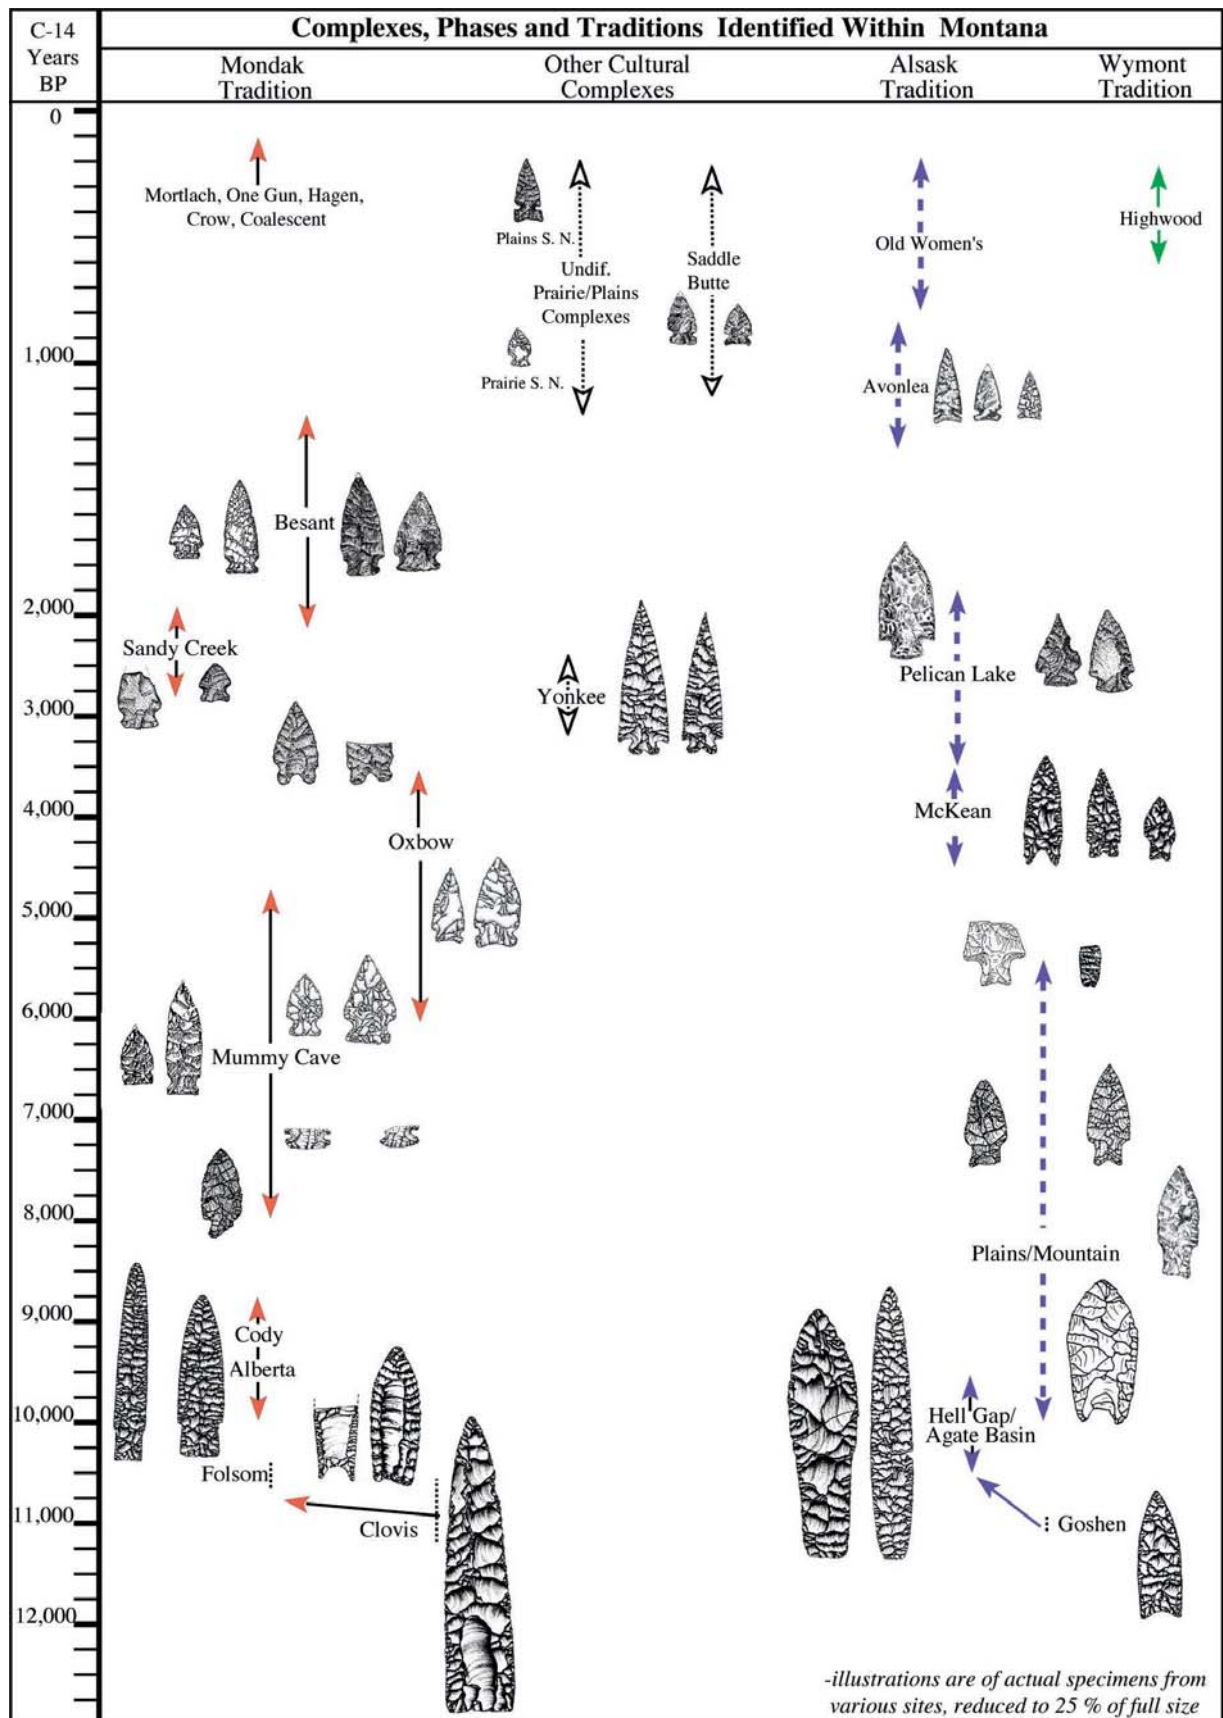 C-14
Years
BP
Complexes, Phases and Traditions Identified Within Montana
Mondak
Tradition
Other Cultural
Complexes
Alsask
Tradition
Wymont
Tradition
0
Mortlach, One Gun, Hagen,
Crow, Coalescent
Plains S. N.
Undif.
Prairie/Plains
Complexes
Saddle
Butte
Old Women's
Highwood
1,000
Prairie S. N.
Avonlea
Besant
2,000
Sandy Creek
Pelican Lake
Yonkee
3,000
4,000
McKean
Oxbow
5,000
6,000
Mummy Cave
7,000
8,000
Plains/Mountain
9,000
Cody
Alberta
10,000
Hell Gap/
Agate Basin
Folsom
11,000
Clovis
Goshen
12,000
-illustrations are of actual specimens from
various sites, reduced to 25 % of full size